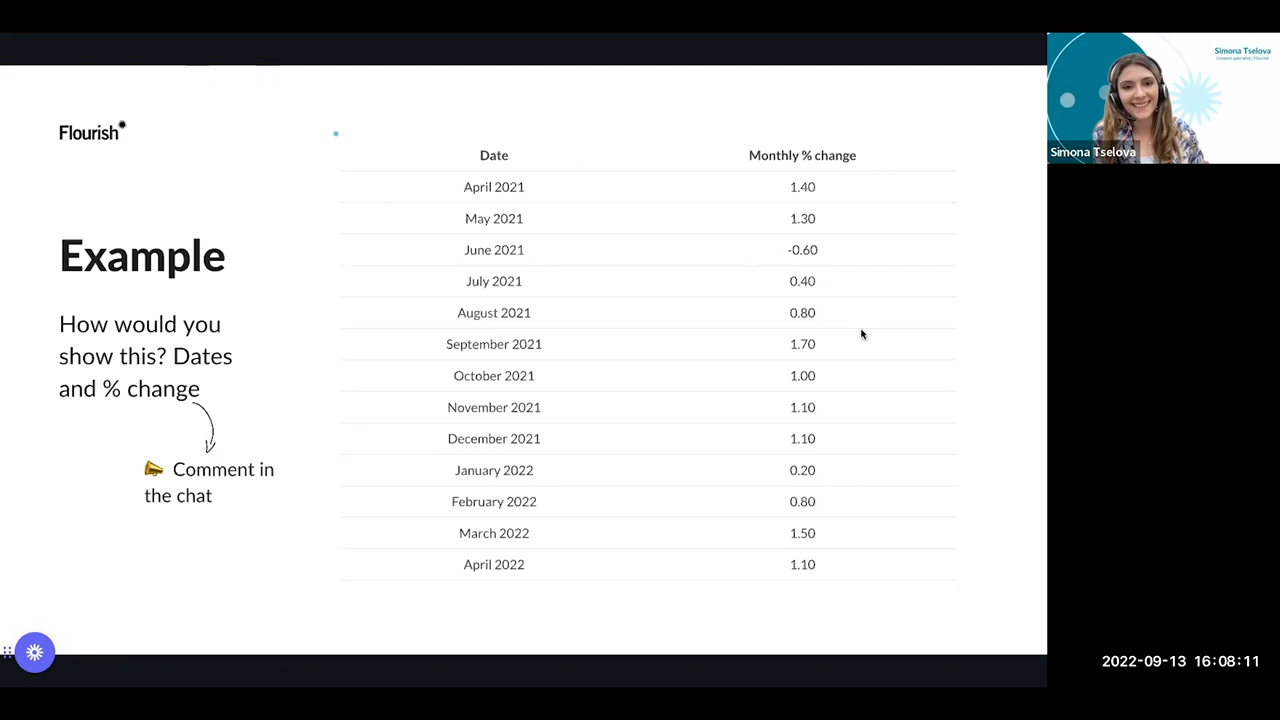 Flourish
Example
How would you
show this? Dates
and % change
Comment in
the chat
Date Monthly % change
April 2021 1.40
May 2021 1.30
June 2021 -0.60
July 2021 0.40
August 2021 0.80
September 2021 1.70
October 2021 1.00
November 2021 1.10
December 2021 1.10
January 2022 0.20
February 2022 0.80
March 2022 1.50
April 2022 1.10
Simona Tselova
Content specialist | Flourish
Simona Tselova
2022-09-13 16:08:11